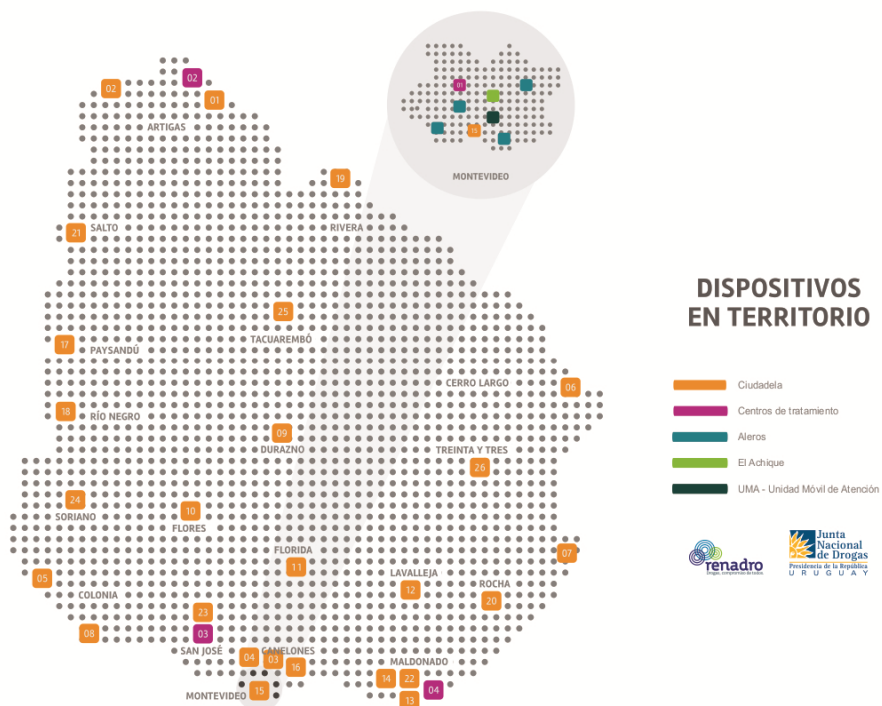 02
02
01
ARTIGAS
01
15
MONTEVIDEO
19
21
SALTO
RIVERA
DISPOSITIVOS
EN TERRITORIO
25
TACUAREMBÓ
17
PAYSANDÚ
CERRO LARGO
06
Ciudadela
18
RÍO NEGRO
Centros de tratamiento
09
DURAZNO
Aleros
TREINTA Y TRES
26
El Achique
24
SORIANO
10
FLORES
UMA - Unidad Móvil de Atención
FLORIDA
11
07
renadro
Junta
Nacional
de Drogas
Presidencia de la República
URUGUAY
05
COLONIA
LAVALLEJA
12
ROCHA
20
08
23
03
SAN JOSÉ
04
03
CANELONES
16
MONTEVIDEO
15
MALDONADO
14
22
04
13